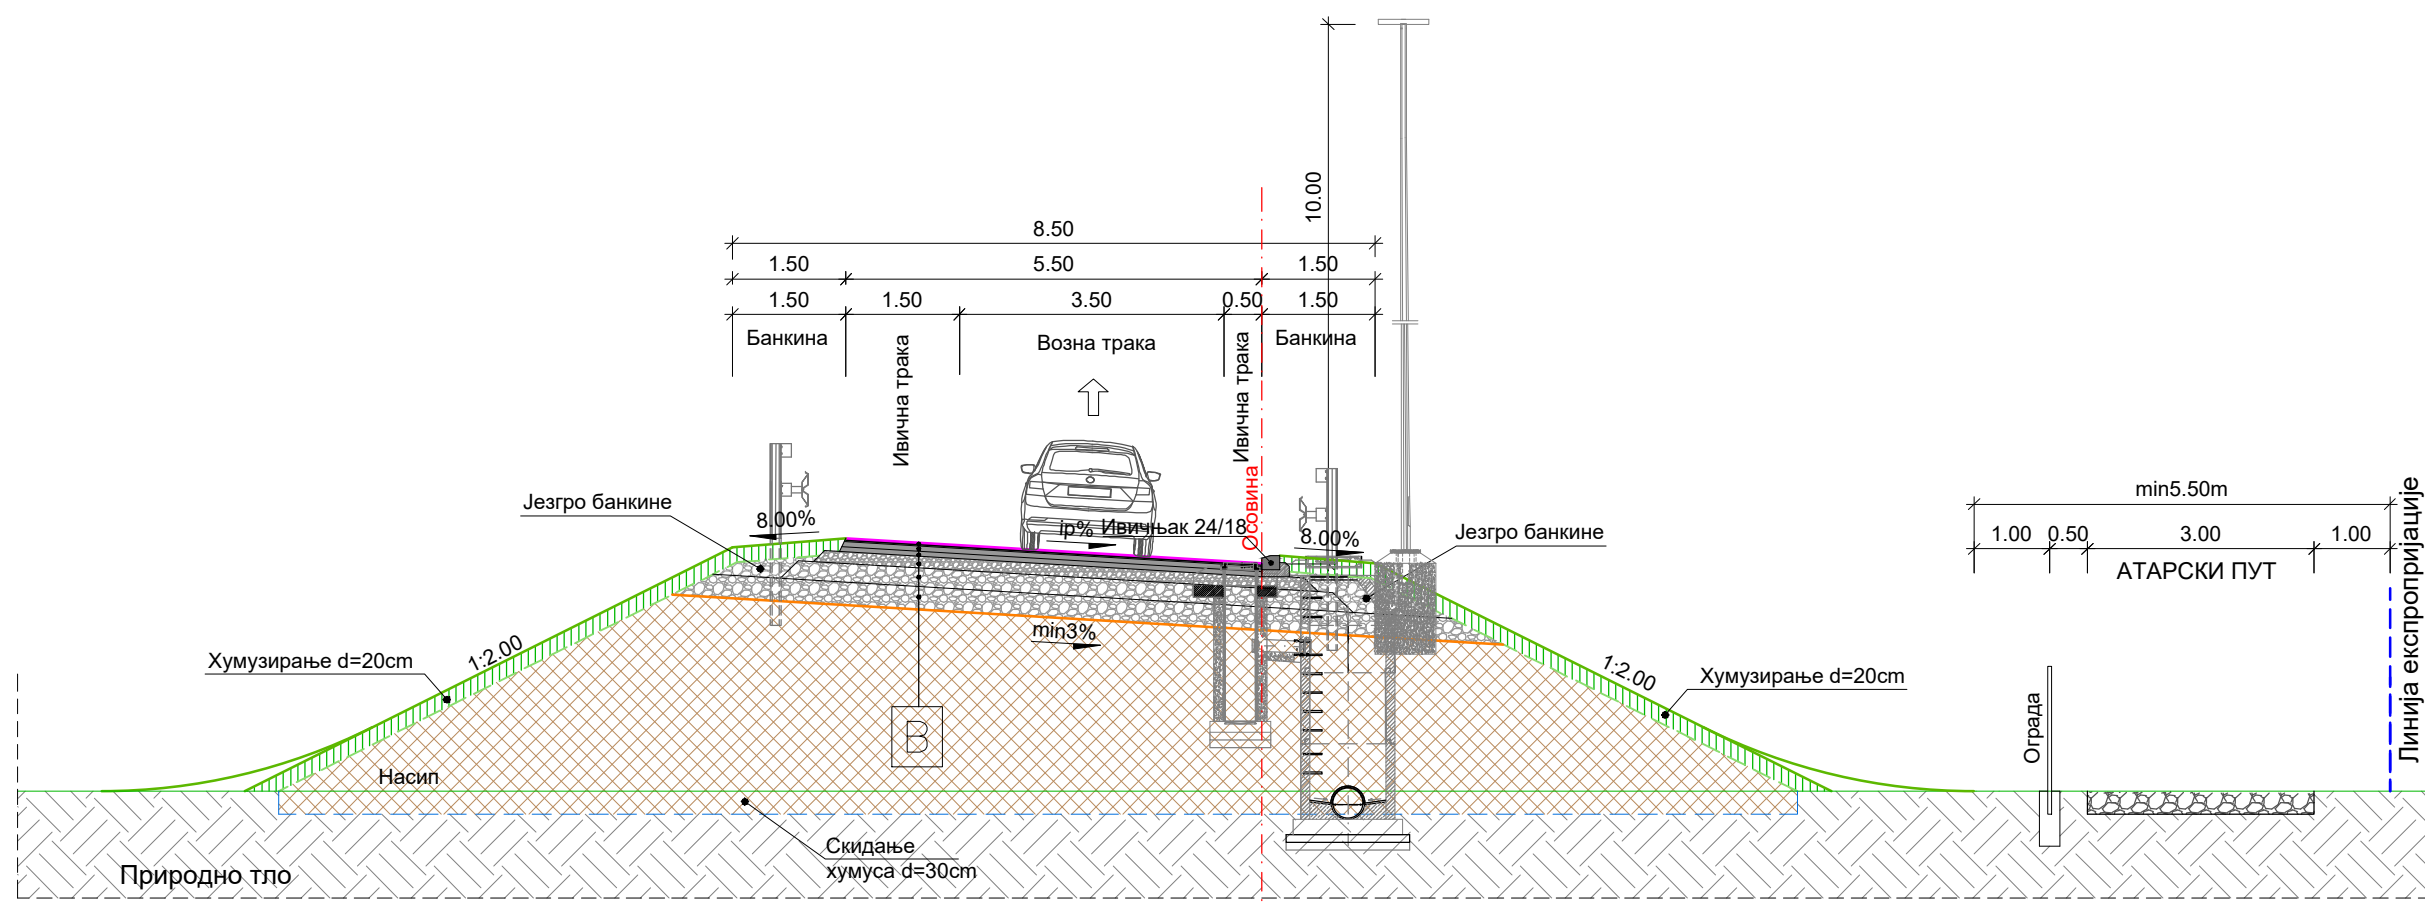 10.00
8.50
1.50 5.50 1.50
1.50 1.50 3.50 0.50 1.50
Банкина
Ивична трака
Возна трака
Ивична трака
Банкина
Осовина
Језгро банкине
8.00%
ip%
Ивичњак 24/18
8.00%
Језгро банкине
min5.50m
1.00 0.50 3.00 1.00
АТАРСКИ ПУТ
Линија експропријације
min3%
1:2.00
Хумузирање d=20cm
1:2.00
Хумузирање d=20cm
Ограда
B
Насип
Скидање
хумуса d=30cm
Природно тло